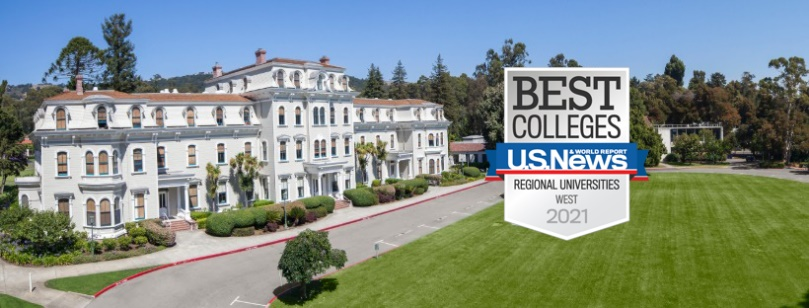 BEST
COLLEGES
U.S.News
& WORLD REPORT
REGIONAL UNIVERSITIES
WEST
2021